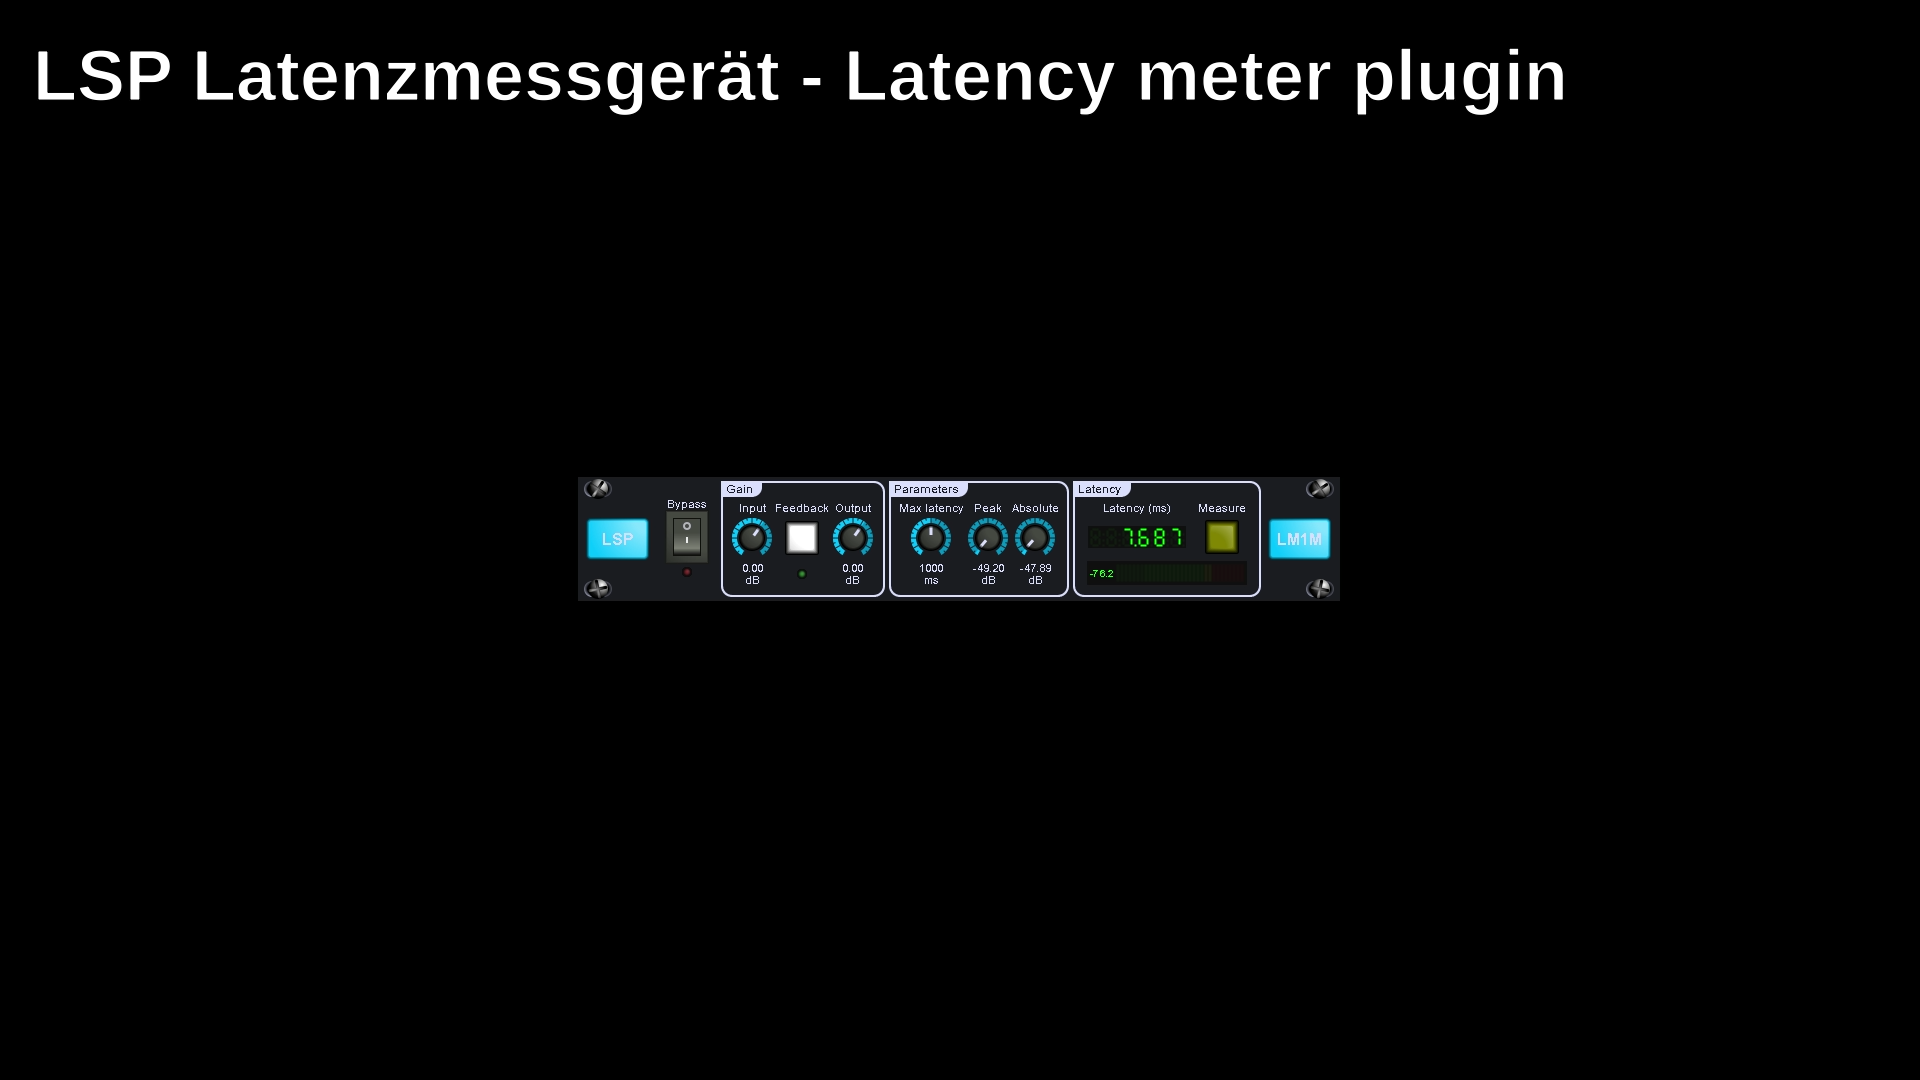 LSP Latenzmessgerät - Latency meter plugin
Gain
Parameters
Latency
Bypass
Input
Feedback
Output
Max latency
Peak
Absolute
Latency (ms)
Measure
LSP
7.687
LM1M
0.00
0.00
1000
-49.20
-47.89
-76.2
dB
dB
ms
dB
dB